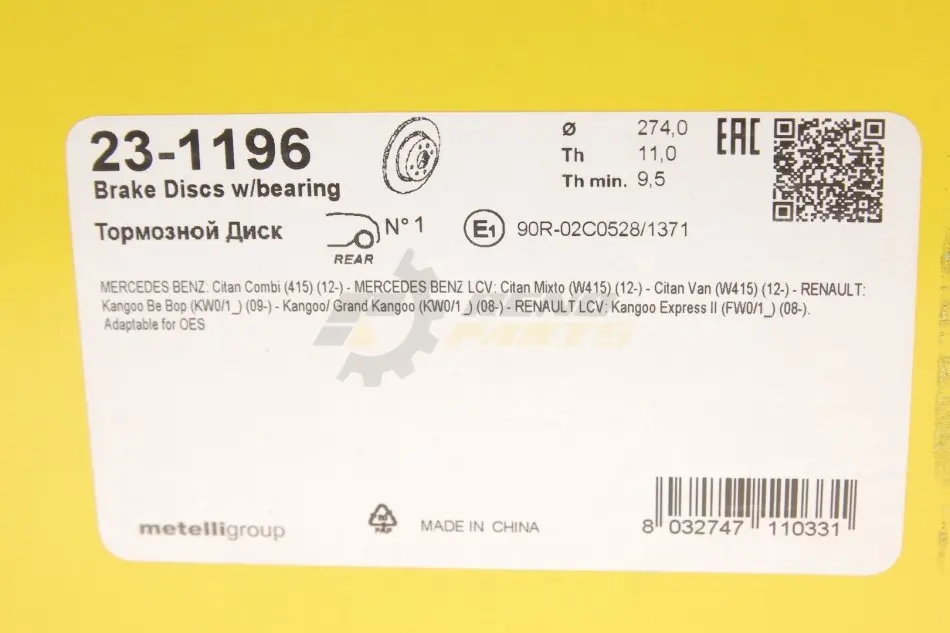 23-1196
Brake Discs w/bearing
Тормозной Диск
REAR
N° 1
Ø 274,0
Th 11,0
Th min. 9,5
EAC
E1 90R-02C0528/1371
MERCEDES BENZ: Citan Combi (415) (12-) - MERCEDES BENZ LCV: Citan Mixto (W415) (12-) - Citan Van (W415) (12-) - RENAULT:
Kangoo Be Bop (KW0/1_) (09-) - Kangoo/ Grand Kangoo (KW0/1_) (08-) - RENAULT LCV: Kangoo Express II (FW0/1_) (08-).
Adaptable for OES
PARTS
metelligroup
PAP
MADE IN CHINA
8 032747 110331